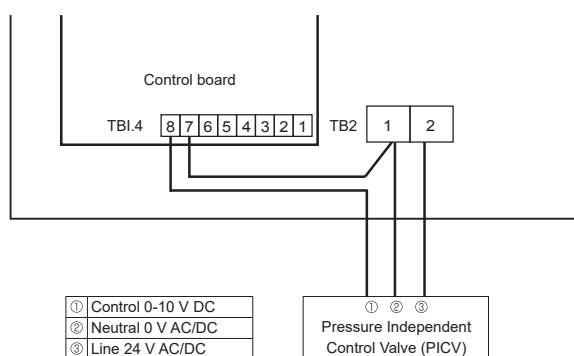 Control board
TBI.4 8 7 6 5 4 3 2 1 TB2 1 2
① Control 0-10 V DC
② Neutral 0 V AC/DC
③ Line 24 V AC/DC
① ② ③
Pressure Independent
Control Valve (PICV)